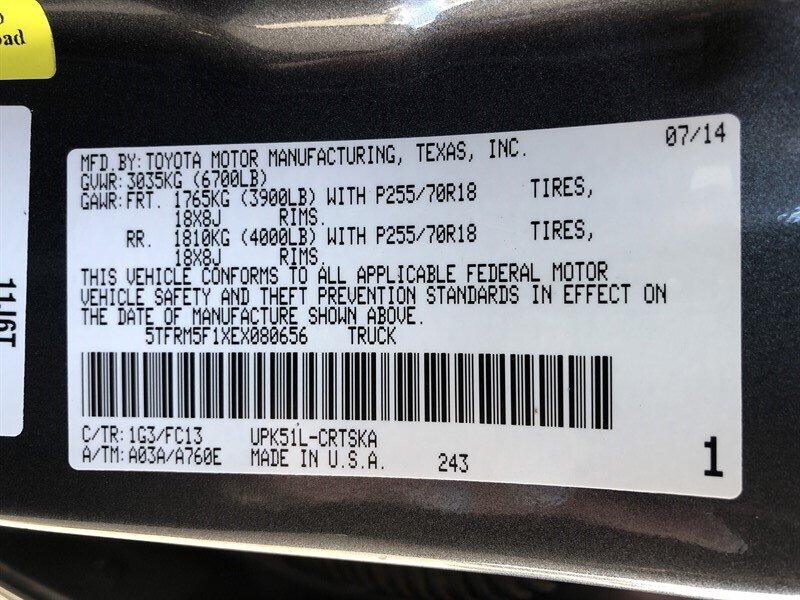 oad
11J6T
07/14
MFD.BY:TOYOTA MOTOR MANUFACTURING, TEXAS, INC.
GVWR:3035KG (6700LB)
GAWR:FRT. 1765KG (3900LB) WITH P255/70R18 TIRES,
18X8J RIMS.
RR. 1810KG (4000LB) WITH P255/70R18 TIRES,
18X8J RIMS.
THIS VEHICLE CONFORMS TO ALL APPLICABLE FEDERAL MOTOR
VEHICLE SAFETY AND THEFT PREVENTION STANDARDS IN EFFECT ON
THE DATE OF MANUFACTURE SHOWN ABOVE.
5TFRM5F1XEX080656 TRUCK
C/TR:1G3/FC13 UPK51L-CRTSKA
A/TM:A03A/A760E MADE IN U.S.A. 243
1